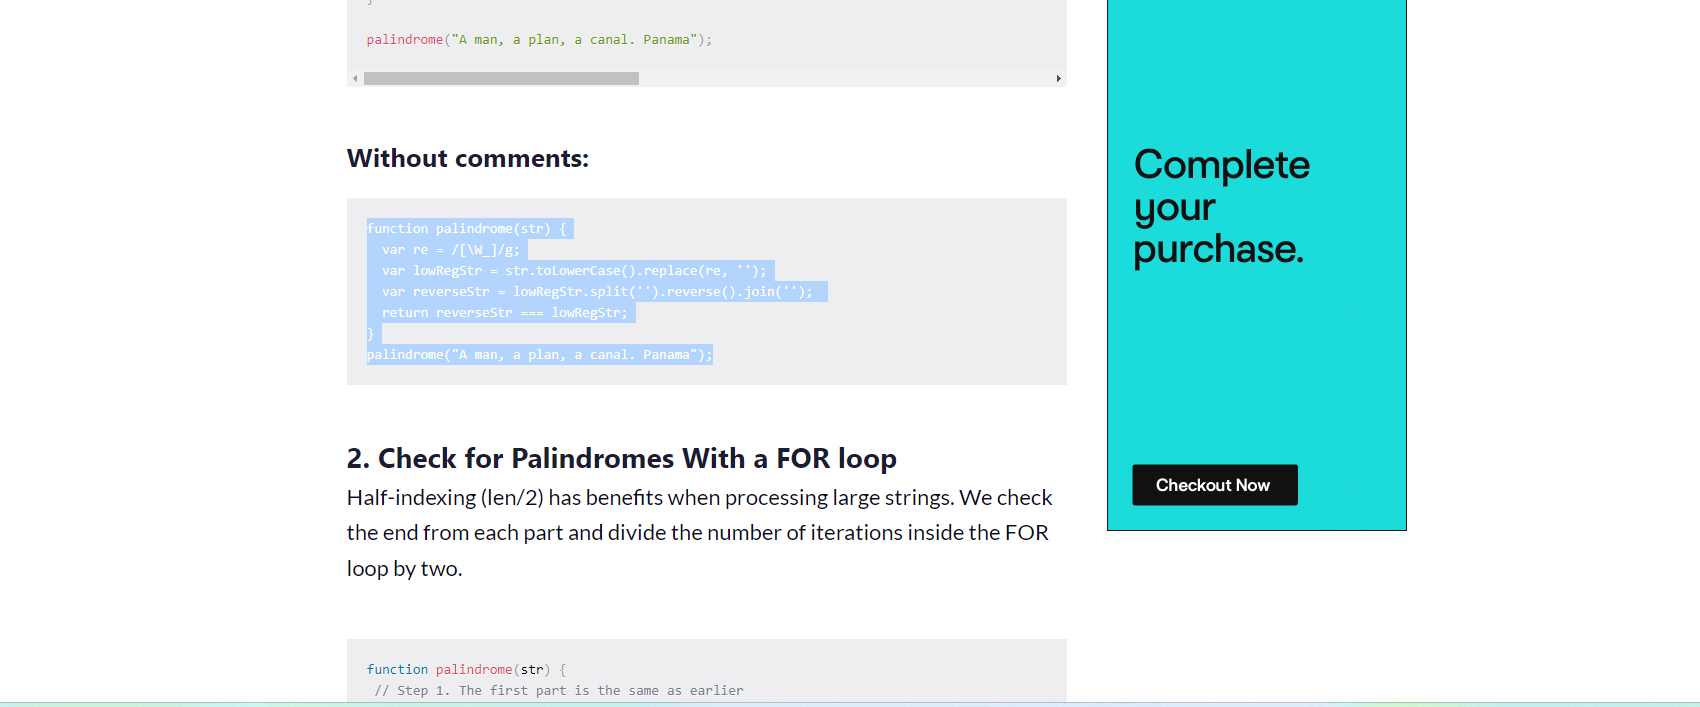 }
palindrome("A man, a plan, a canal. Panama");
Without comments:
function palindrome(str) {
  var re = /[\W_]/g;
  var lowRegStr = str.toLowerCase().replace(re, '');
  var reverseStr = lowRegStr.split('').reverse().join('');
  return reverseStr === lowRegStr;
}
palindrome("A man, a plan, a canal. Panama");
2. Check for Palindromes With a FOR loop
Half-indexing (len/2) has benefits when processing large strings. We check
the end from each part and divide the number of iterations inside the FOR
loop by two.
function palindrome(str) {
 // Step 1. The first part is the same as earlier
Complete
your
purchase.
Checkout Now